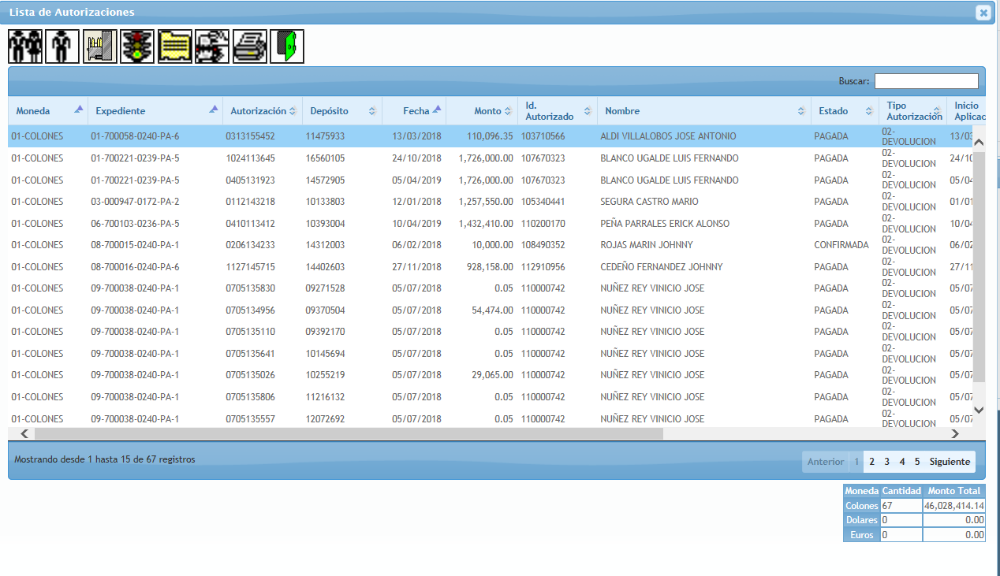 Lista de Autorizaciones
Buscar:
Moneda Expediente Autorización Depósito Fecha Monto Id. Autorizado Nombre Estado Tipo Autorización Inicio Aplicac
01-COLONES 01-700058-0240-PA-6 0313155452 11475933 13/03/2018 110,096.35 103710566 ALDI VILLALOBOS JOSE ANTONIO PAGADA 02-DEVOLUCION 13/03
01-COLONES 01-700221-0239-PA-5 1024113645 16560105 24/10/2018 1,726,000.00 107670323 BLANCO UGALDE LUIS FERNANDO PAGADA 02-DEVOLUCION 24/10
01-COLONES 01-700221-0239-PA-5 0405131923 14572905 05/04/2019 1,726,000.00 107670323 BLANCO UGALDE LUIS FERNANDO PAGADA 02-DEVOLUCION 05/04
01-COLONES 03-000947-0172-PA-2 0112143218 10133803 12/01/2018 1,257,550.00 105340441 SEGURA CASTRO MARIO PAGADA 02-DEVOLUCION 01/01
01-COLONES 06-700103-0236-PA-5 0410113412 10393004 10/04/2019 1,432,410.00 110200170 PEÑA PARRALES ERICK ALONSO PAGADA 02-DEVOLUCION 10/04
01-COLONES 08-700015-0240-PA-1 0206134233 14312003 06/02/2018 10,000.00 108490352 ROJAS MARIN JOHNNY CONFIRMADA 02-DEVOLUCION 06/02
01-COLONES 08-700016-0240-PA-6 1127145715 14402603 27/11/2018 928,158.00 112910956 CEDEÑO FERNANDEZ JOHNNY PAGADA 02-DEVOLUCION 27/11
01-COLONES 09-700038-0240-PA-1 0705135830 09271528 05/07/2018 0.05 110000742 NUÑEZ REY VINICIO JOSE PAGADA 02-DEVOLUCION 05/07
01-COLONES 09-700038-0240-PA-1 0705134956 09370504 05/07/2018 54,474.00 110000742 NUÑEZ REY VINICIO JOSE PAGADA 02-DEVOLUCION 05/07
01-COLONES 09-700038-0240-PA-1 0705135110 09392170 05/07/2018 0.05 110000742 NUÑEZ REY VINICIO JOSE PAGADA 02-DEVOLUCION 05/07
01-COLONES 09-700038-0240-PA-1 0705135641 10145694 05/07/2018 0.05 110000742 NUÑEZ REY VINICIO JOSE PAGADA 02-DEVOLUCION 05/07
01-COLONES 09-700038-0240-PA-1 0705135026 10255219 05/07/2018 29,065.00 110000742 NUÑEZ REY VINICIO JOSE PAGADA 02-DEVOLUCION 05/07
01-COLONES 09-700038-0240-PA-1 0705135806 11216132 05/07/2018 0.05 110000742 NUÑEZ REY VINICIO JOSE PAGADA 02-DEVOLUCION 05/07
01-COLONES 09-700038-0240-PA-1 0705135557 12072692 05/07/2018 0.05 110000742 NUÑEZ REY VINICIO JOSE PAGADA 02-DEVOLUCION 05/07
Mostrando desde 1 hasta 15 de 67 registros Anterior 1 2 3 4 5 Siguiente
Moneda Cantidad Monto Total
Colones 67 46,028,414.14
Dolares 0 0.00
Euros 0 0.00